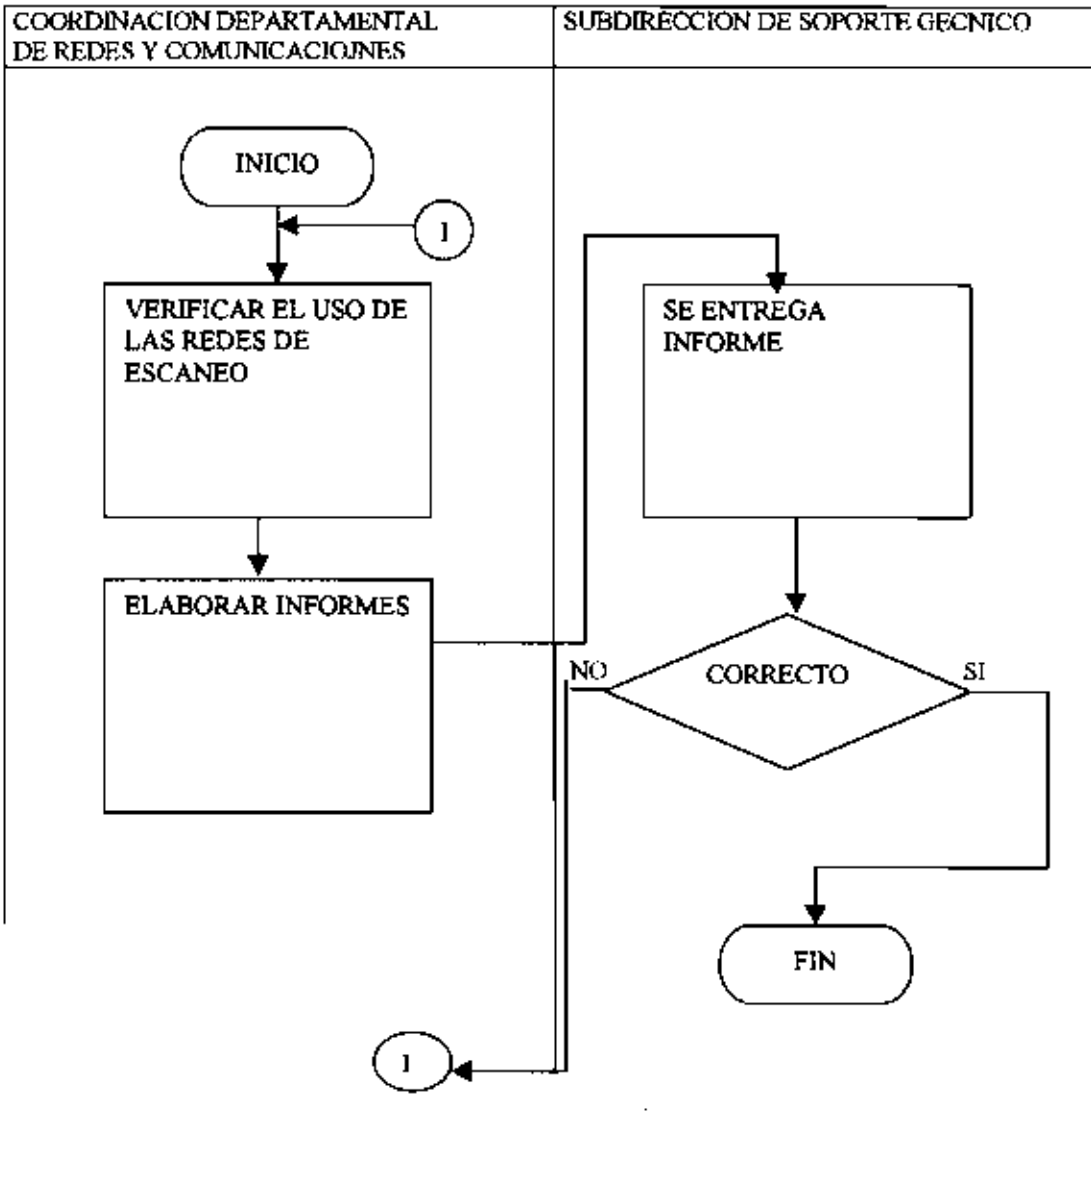 COORDINACION DEPARTAMENTAL
DE REDES Y COMUNICACIOJNES
SUBDIRECCION DE SOPORTE GECNICO
INICIO
1
VERIFICAR EL USO DE
LAS REDES DE
ESCANEO
ELABORAR INFORMES
SE ENTREGA
INFORME
NO
CORRECTO
SI
FIN
1